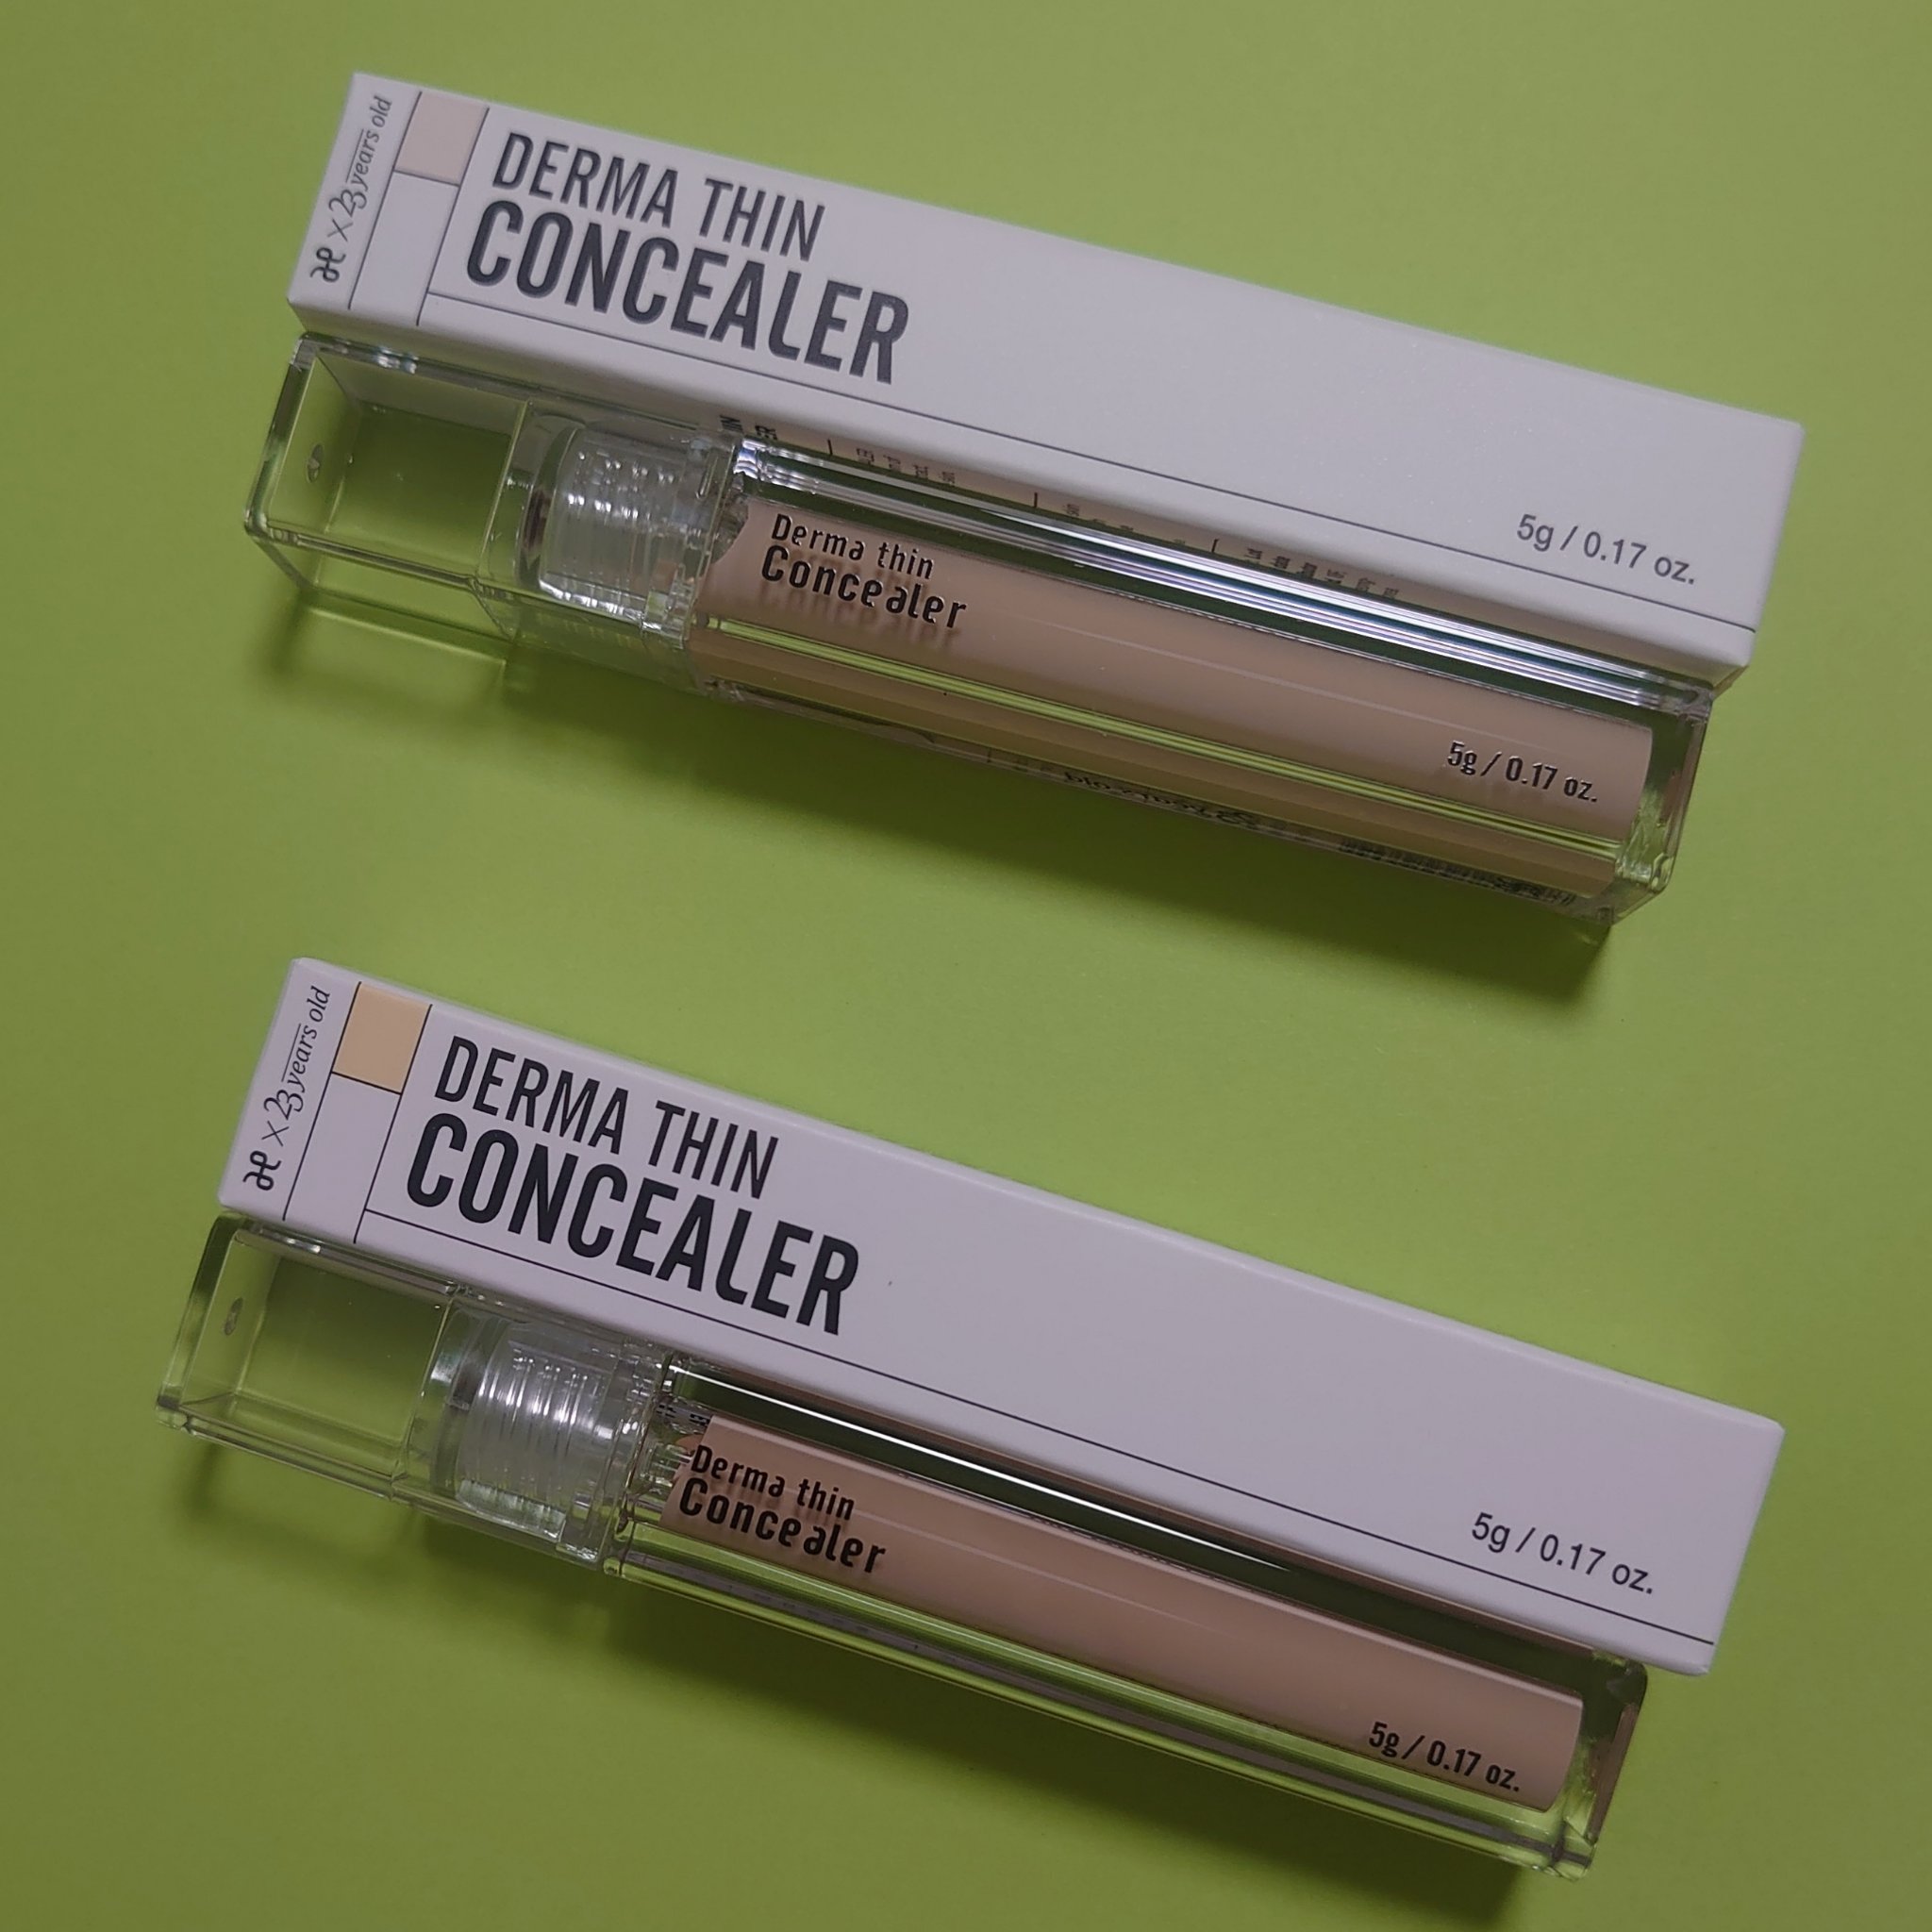 æ x 23 years old
DERMA THIN
CONCEALER
5g / 0.17 oz.
Derma thin
Concealer
5g / 0.17 oz.
æ x 23 years old
DERMA THIN
CONCEALER
5g / 0.17 oz.
Derma thin
Concealer
5g / 0.17 oz.